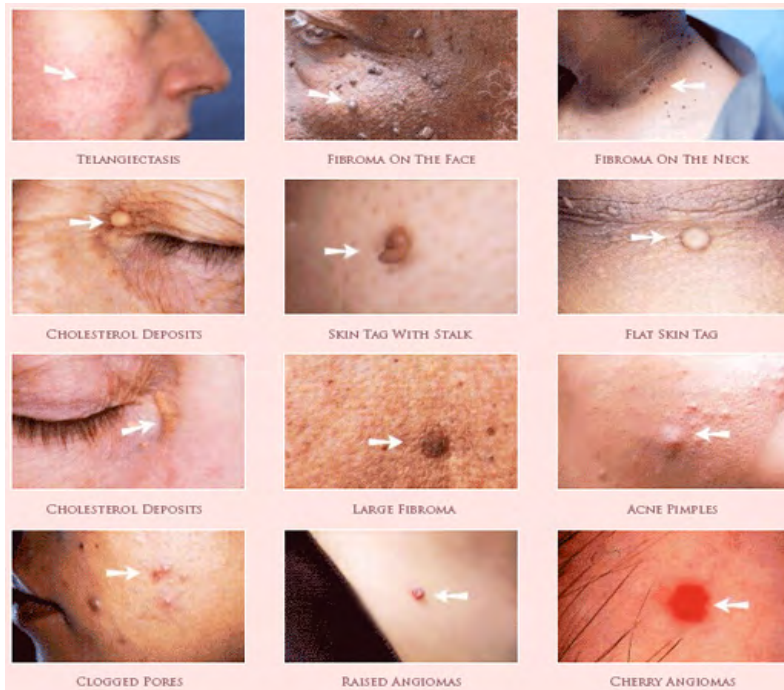 Telangiectasis
Fibroma On The Face
Fibroma On The Neck
Cholesterol Deposits
Skin Tag With Stalk
Flat Skin Tag
Cholesterol Deposits
Large Fibroma
Acne Pimples
Clogged Pores
Raised Angiomas
Cherry Angiomas